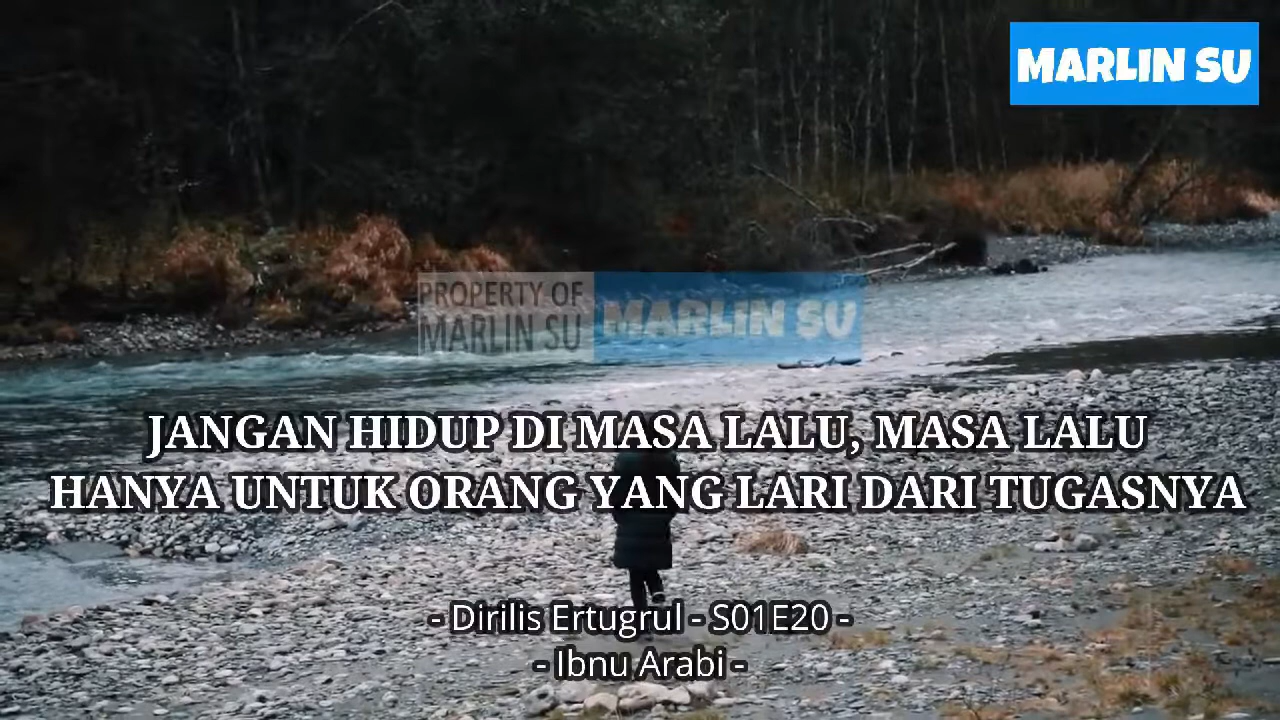 MARLIN SU
PROPERTY OF
MARLIN SU
MARLIN SU
JANGAN HIDUP DI MASA LALU, MASA LALU
HANYA UNTUK ORANG YANG LARI DARI TUGASNYA
- Dirilis Ertugrul - S01E20 -
- Ibnu Arabi -